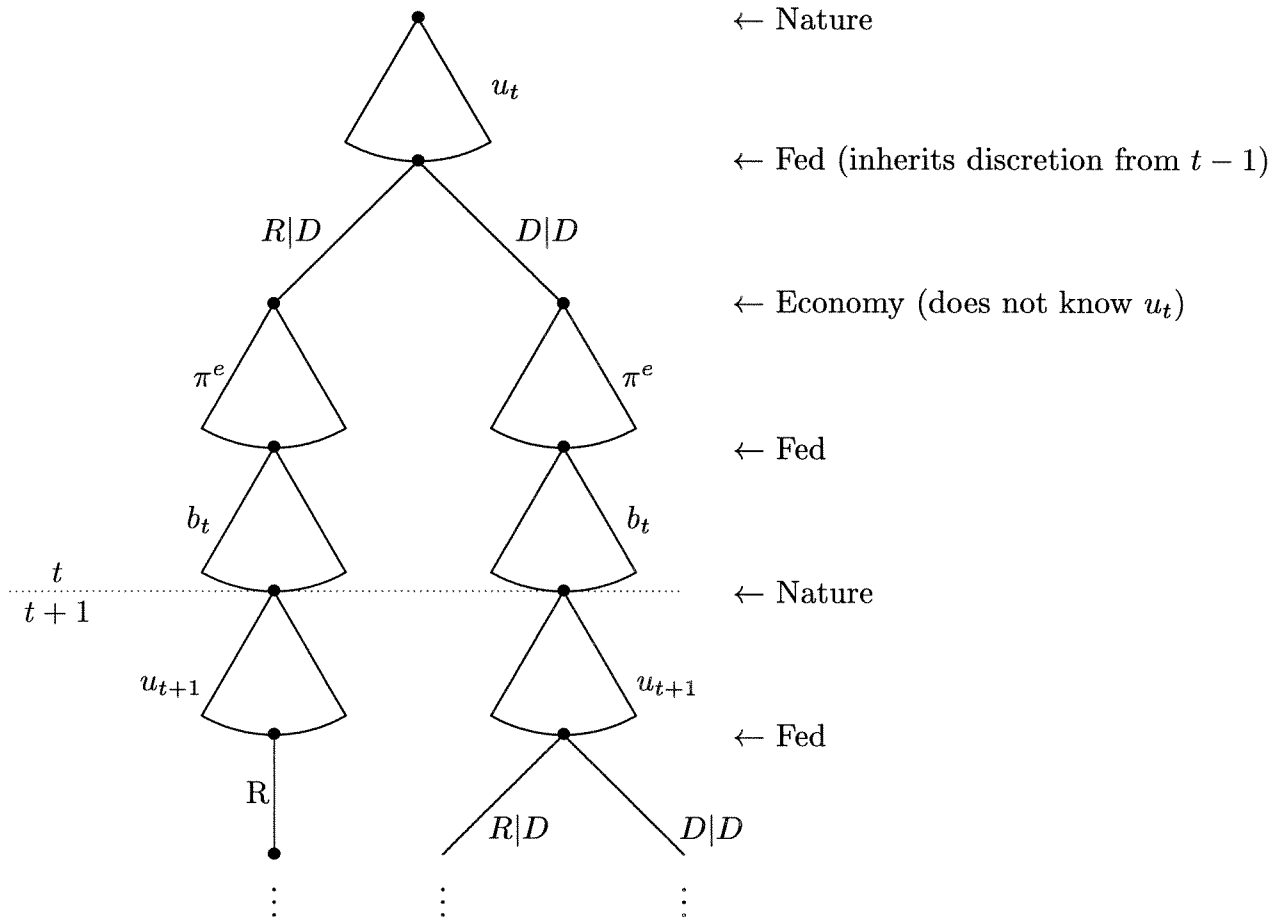 ← Nature
u_t
← Fed (inherits discretion from t − 1)
R|D D|D
← Economy (does not know u_t)
π^e π^e
← Fed
b_t b_t
t
← Nature
t + 1
u_{t+1} u_{t+1}
← Fed
R
R|D D|D
⋮ ⋮ ⋮